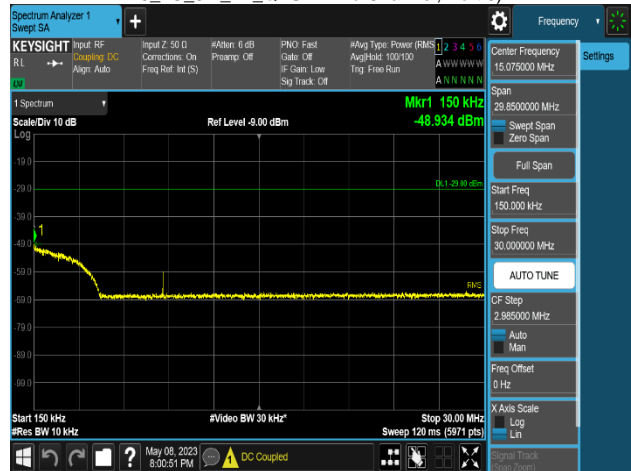 Spectrum Analyzer 1
Swept SA
Frequency
KEYSIGHT
RL
LW
Input: RF
Coupling: DC
Align: Auto
Input Z: 50 Ω
Corrections: On
Freq Ref: Int (S)
#Atten: 6 dB
Preamp: Off
PNO: Fast
Gate: Off
IF Gain: Low
Sig Track: Off
#Avg Type: Power (RMS
Avg|Hold: 100/100
Trig: Free Run
1 2 3 4 5 6
A W W W W W
A N N N N N
1 Spectrum
Scale/Div 10 dB
Ref Level -9.00 dBm
Mkr1 150 kHz
-48.934 dBm
Log
-19.0
-29.0
-39.0
-49.0
-59.0
-69.0
-79.0
-89.0
-99.0
1
DL1 -29.00 dBm
RMS
Start 150 kHz
#Video BW 30 kHz*
Stop 30.00 MHz
#Res BW 10 kHz
Sweep 120 ms (5971 pts)
May 08, 2023
8:00:51 PM
DC Coupled
Center Frequency
15.075000 MHz
Settings
Span
29.8500000 MHz
Swept Span
Zero Span
Full Span
Start Freq
150.000 kHz
Stop Freq
30.000000 MHz
AUTO TUNE
CF Step
2.985000 MHz
Auto
Man
Freq Offset
0 Hz
X Axis Scale
Log
Lin
Signal Track
(Span Zoom)